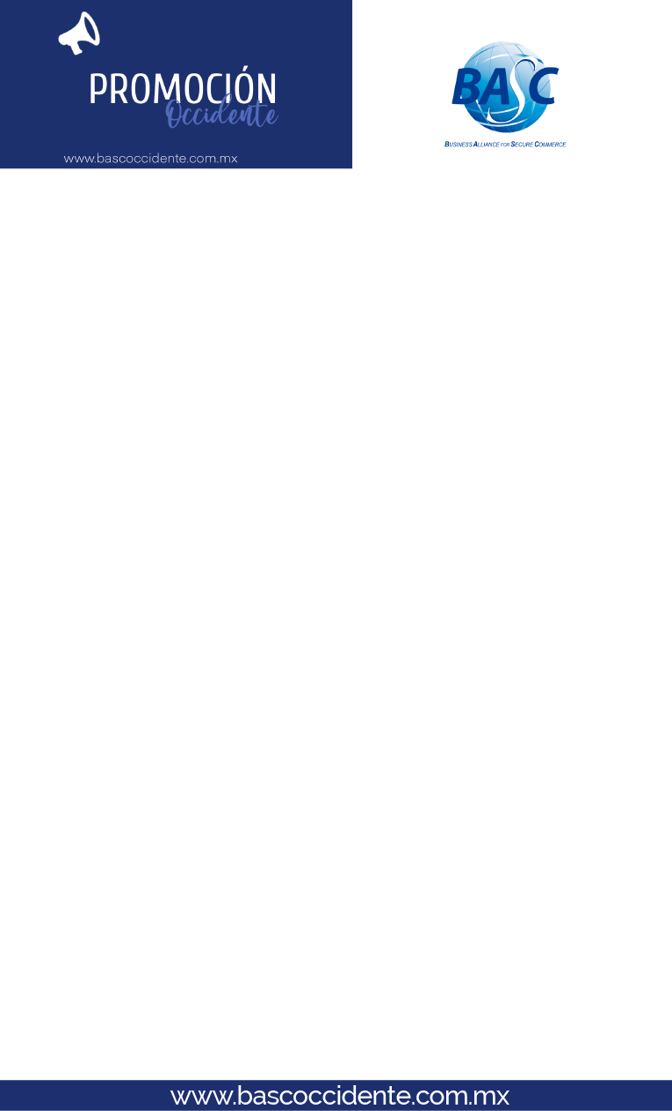 PROMOCIÓN
Occidente
www.bascoccidente.com.mx
BASC
BUSINESS ALLIANCE FOR SECURE COMMERCE
www.bascoccidente.com.mx